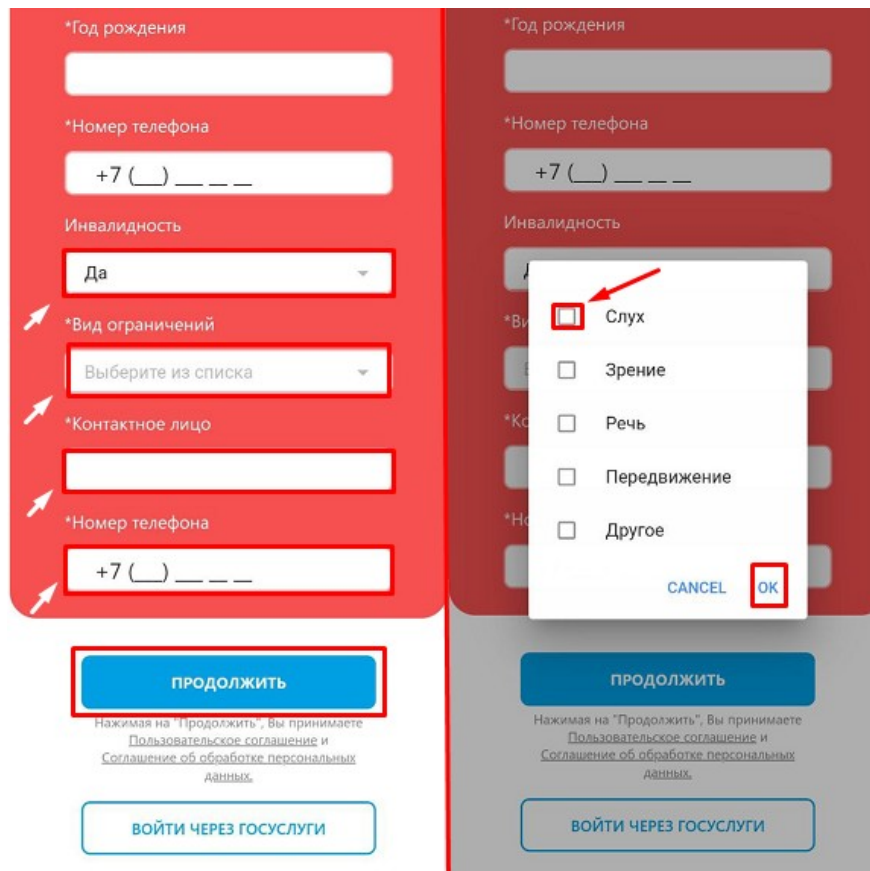 *Год рождения
*Номер телефона
+7 (__) ___ __ __
Инвалидность
Да
*Вид ограничений
Выберите из списка
*Контактное лицо
*Номер телефона
+7 (__) ___ __ __
ПРОДОЛЖИТЬ
Нажимая на "Продолжить", Вы принимаете
Пользовательское соглашение и
Соглашение об обработке персональных
данных.
ВОЙТИ ЧЕРЕЗ ГОСУСЛУГИ
*Год рождения
*Номер телефона
+7 (__) ___ __ __
Инвалидность
Слух
Зрение
Речь
Передвижение
Другое
CANCEL OK
ПРОДОЛЖИТЬ
Нажимая на "Продолжить", Вы принимаете
Пользовательское соглашение и
Соглашение об обработке персональных
данных.
ВОЙТИ ЧЕРЕЗ ГОСУСЛУГИ